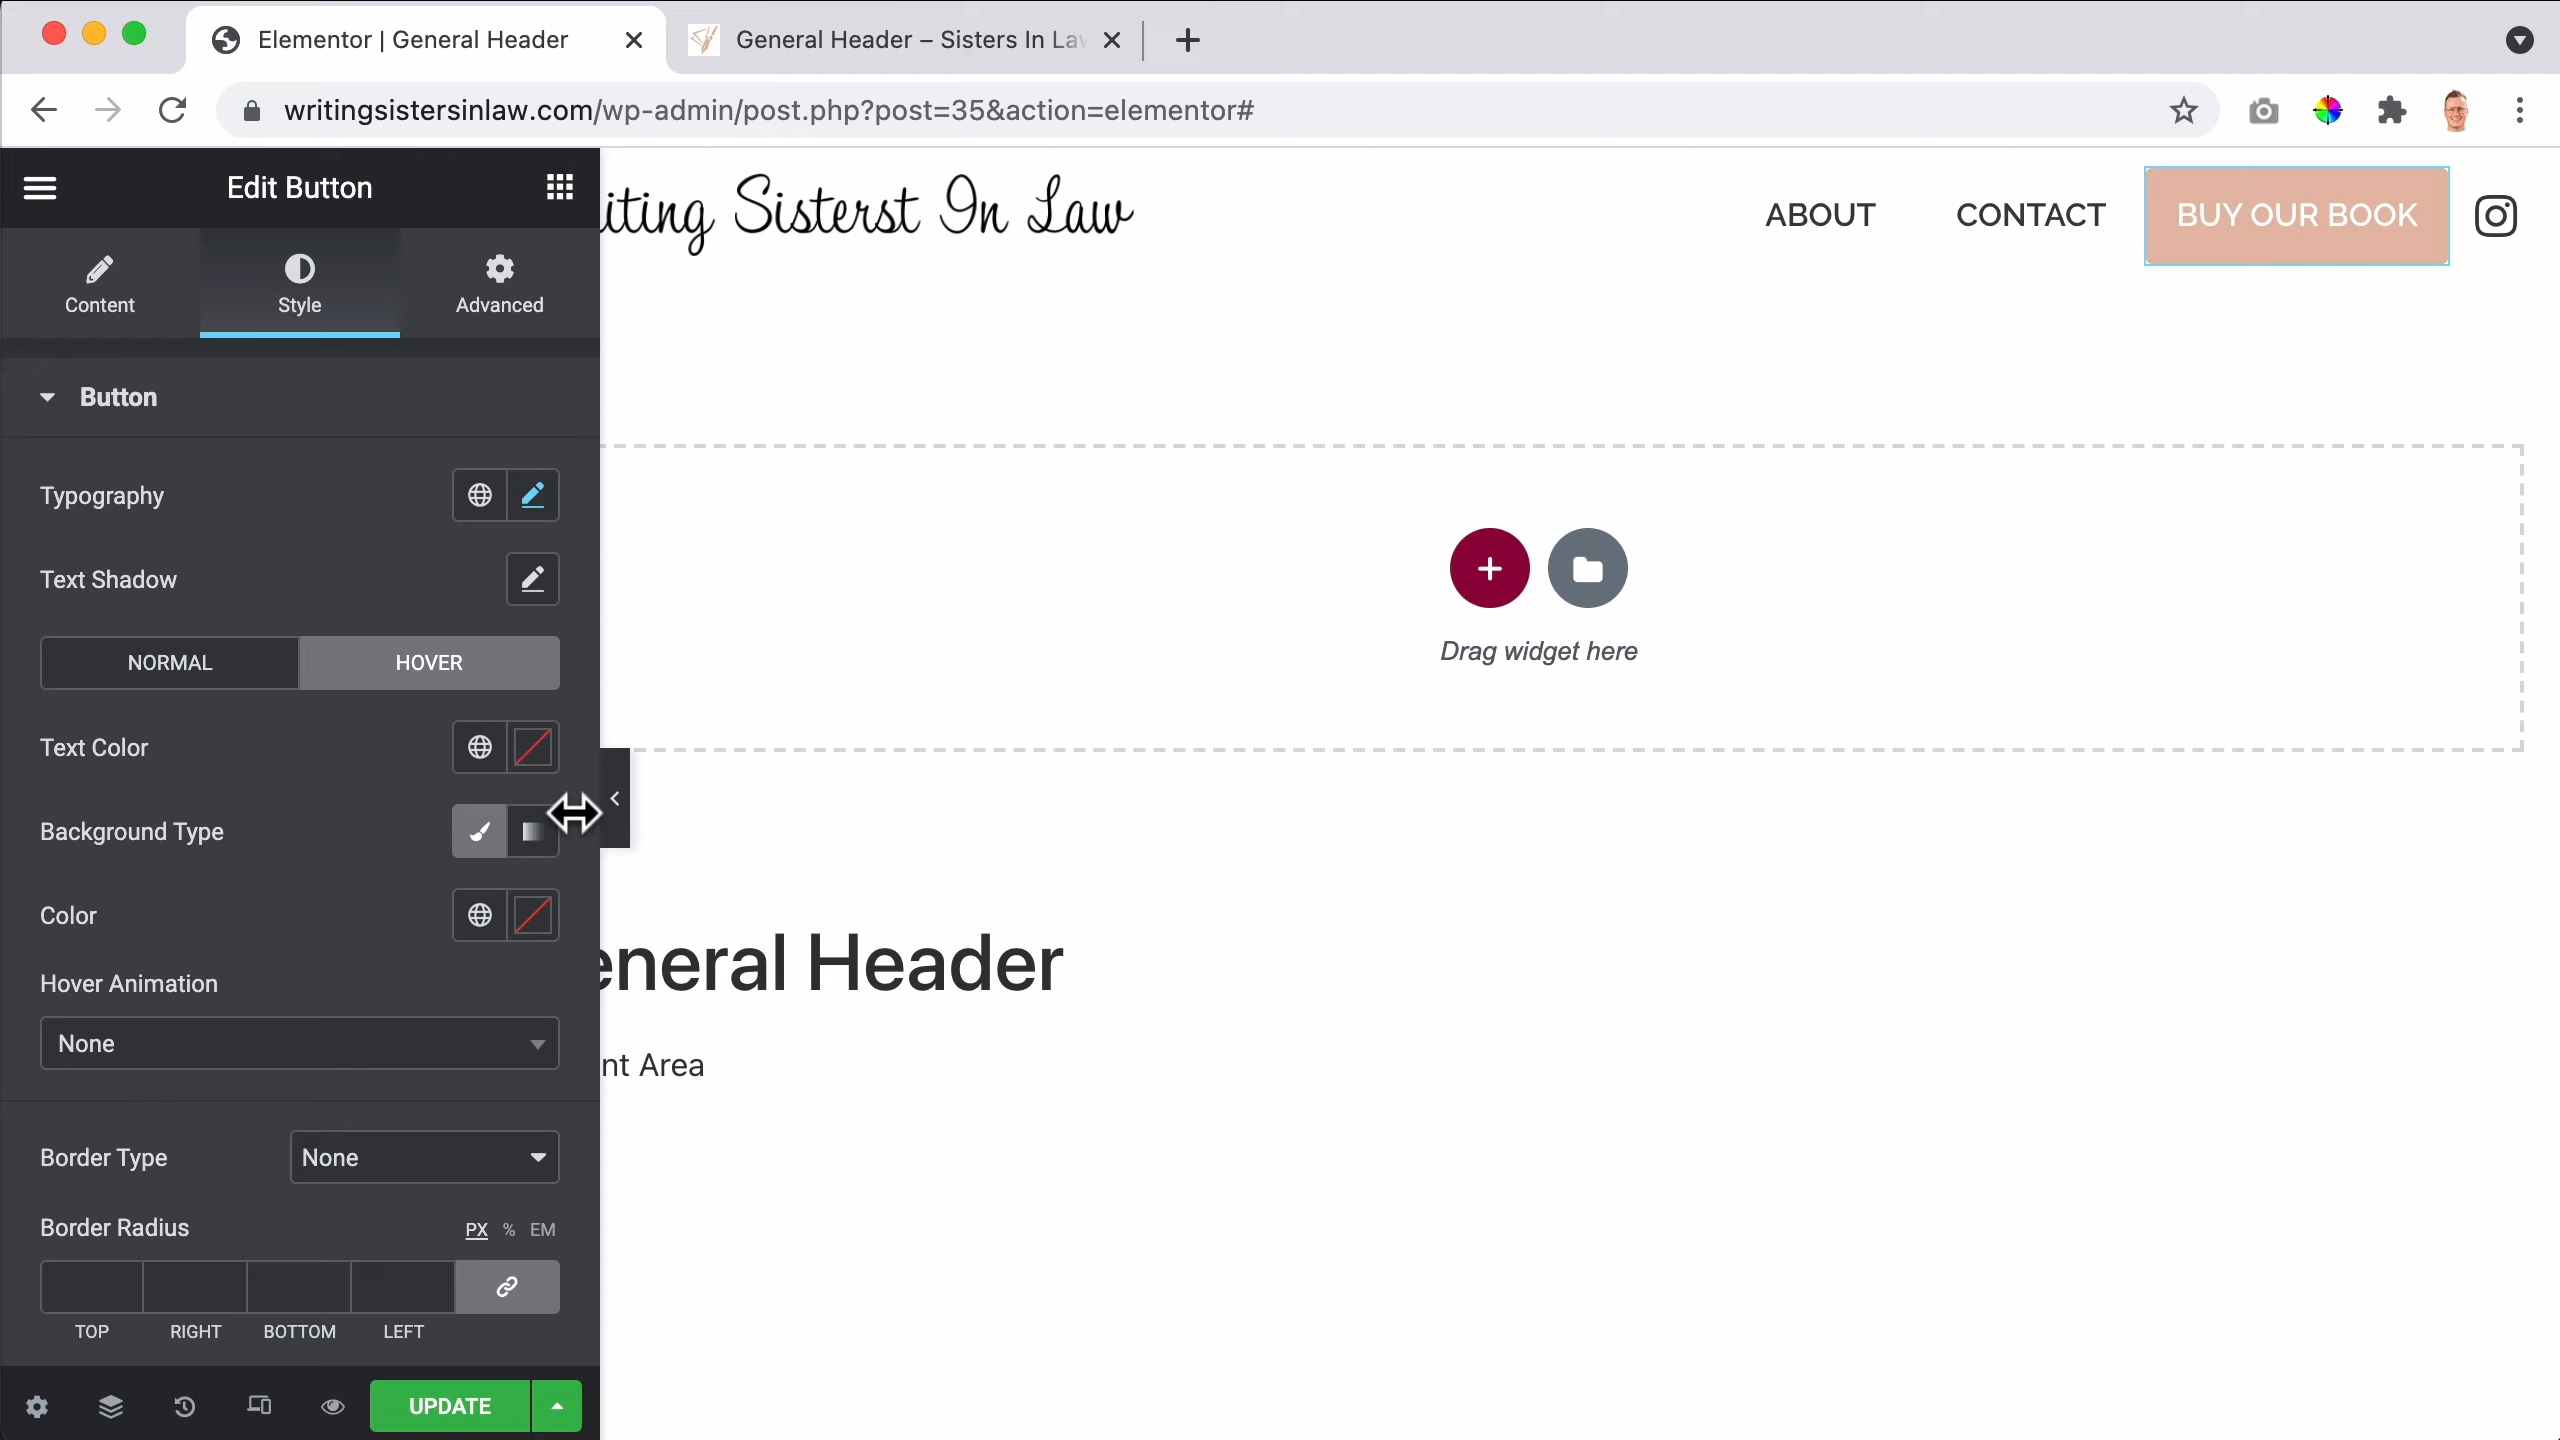 Elementor | General Header
General Header – Sisters In Law
writingsistersinlaw.com/wp-admin/post.php?post=35&action=elementor#
Edit Button
iting Sisterst In Law
ABOUT
CONTACT
BUY OUR BOOK
Content
Style
Advanced
Button
Typography
Text Shadow
NORMAL
HOVER
Drag widget here
Text Color
Background Type
Color
eneral Header
Hover Animation
None
nt Area
Border Type
None
Border Radius
PX % EM
TOP RIGHT BOTTOM LEFT
UPDATE